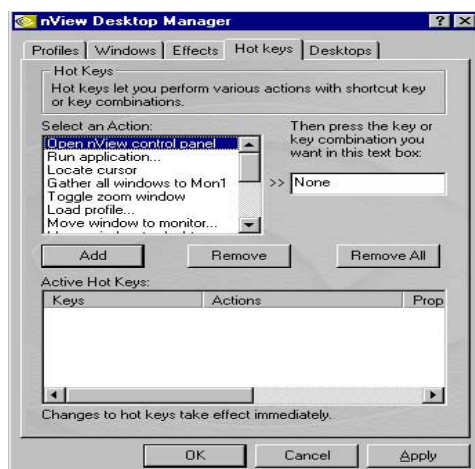 nView Desktop Manager
Profiles Windows Effects Hot keys Desktops
Hot Keys
Hot keys let you perform various actions with shortcut key
or key combinations.
Select an Action:
Open nView control panel
Run application...
Locate cursor
Gather all windows to Mon1
Toggle zoom window
Load profile...
Move window to monitor...
Then press the key or
key combination you
want in this text box:
>> None
Add Remove Remove All
Active Hot Keys:
Keys Actions Prop
Changes to hot keys take effect immediately.
OK Cancel Apply